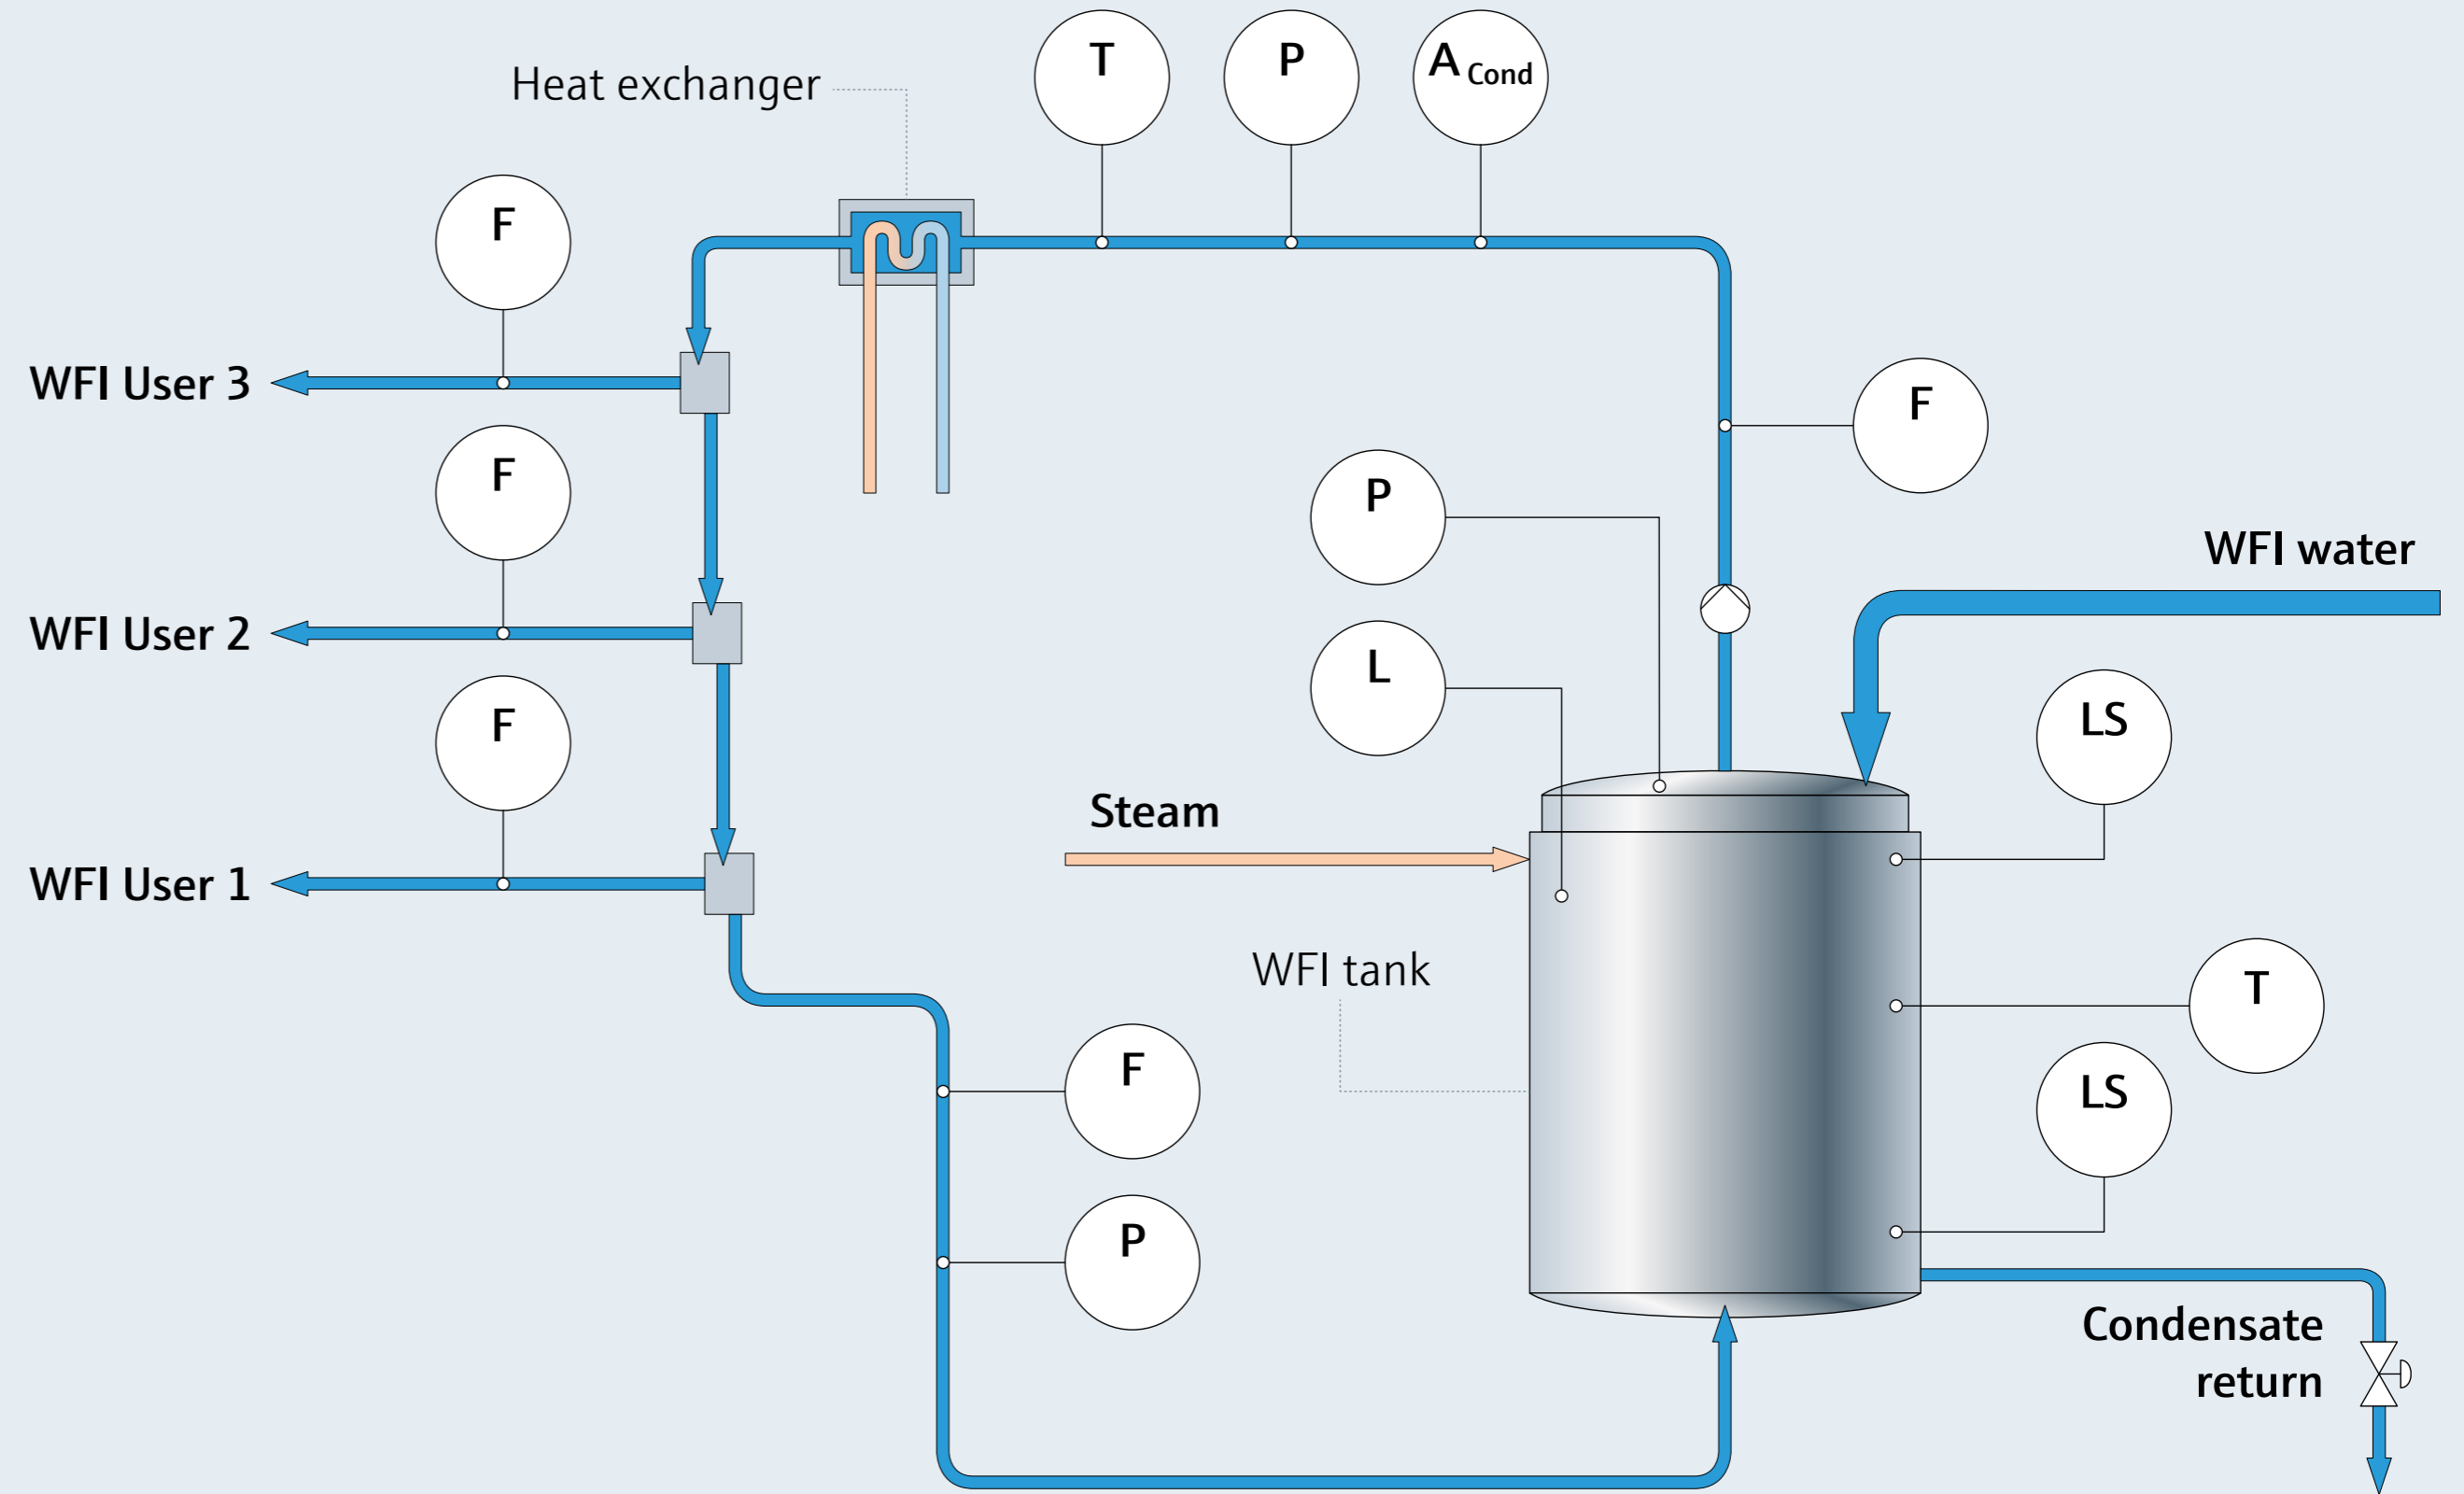 T
P
A Cond
Heat exchanger
F
WFI User 3
F
F
P
WFI water
WFI User 2
L
LS
F
Steam
WFI User 1
WFI tank
T
F
LS
P
Condensate
return